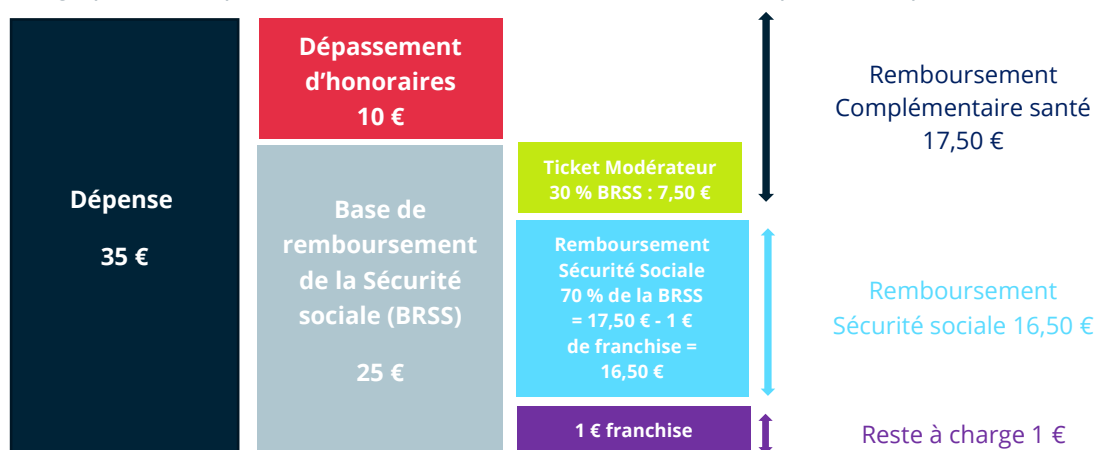 Dépense
35 €
Dépassement
d’honoraires
10 €
Base de
remboursement
de la Sécurité
sociale (BRSS)
25 €
Ticket Modérateur
30 % BRSS : 7,50 €
Remboursement
Sécurité Sociale
70 % de la BRSS
= 17,50 € - 1 €
de franchise =
16,50 €
1 € franchise
Remboursement
Complémentaire santé
17,50 €
Remboursement
Sécurité sociale 16,50 €
Reste à charge 1 €